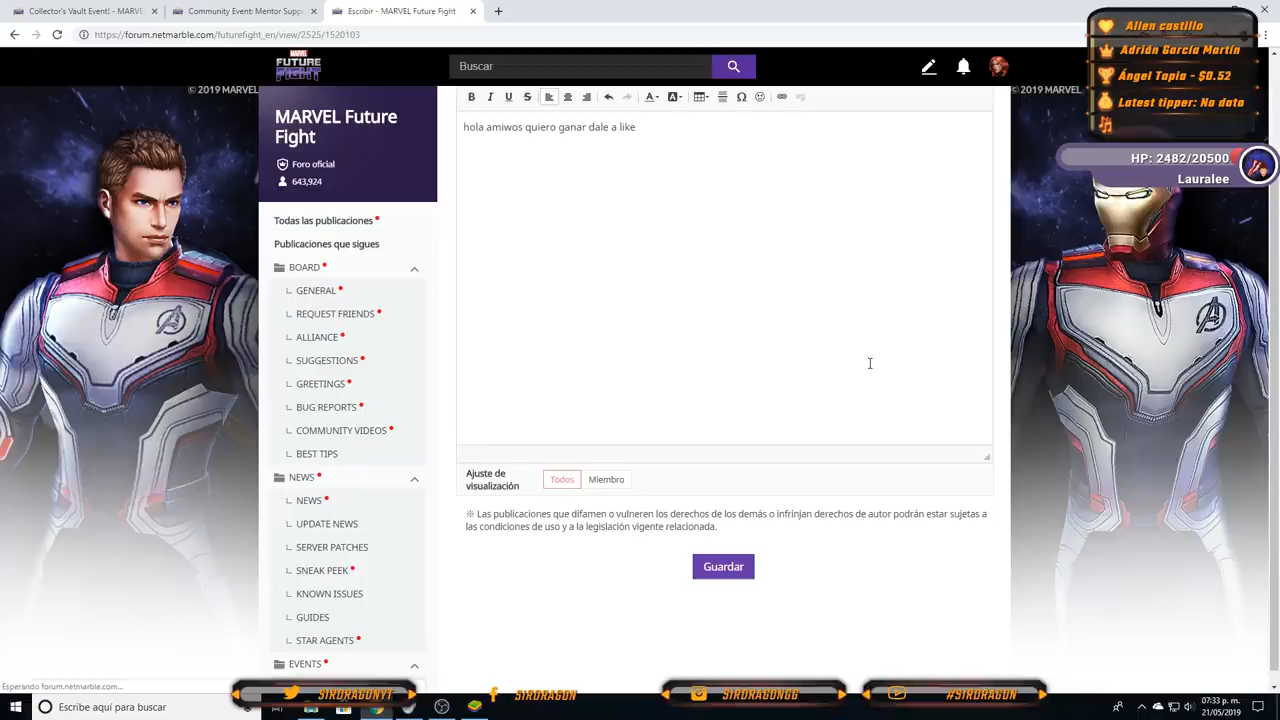 Collector's Vault Event! - MARVE
Community Event: Mentor Supp
Escribir - MARVEL Future Fight
https://forum.netmarble.com/futurefight_en/view/2525/1520103
MARVEL
FUTURE
FIGHT
Buscar
© 2019 MARVEL
© 2019 MARVEL
MARVEL Future
Fight
Foro oficial
643,924
Todas las publicaciones
Publicaciones que sigues
BOARD
GENERAL
REQUEST FRIENDS
ALLIANCE
SUGGESTIONS
GREETINGS
BUG REPORTS
COMMUNITY VIDEOS
BEST TIPS
NEWS
NEWS
UPDATE NEWS
SERVER PATCHES
SNEAK PEEK
KNOWN ISSUES
GUIDES
STAR AGENTS
EVENTS
B I U S
hola amiwos quiero ganar dale a like
Ajuste de
visualización
Todos
Miembro
※ Las publicaciones que difamen o vulneren los derechos de los demás o infrinjan derechos de autor podrán estar sujetas a
las condiciones de uso y a la legislación vigente relacionada.
Guardar
Allen castillo
Adrián García Martín
Ángel Tapia - $0.52
Latest tipper: No data
HP: 2482/20500
Lauralee
Esperando forum.netmarble.com...
SIRDRAGONYT
SIRDRAGON
SIRDRAGONGG
#SIRDRAGON
Escribe aquí para buscar
07:33 p. m.
21/05/2019